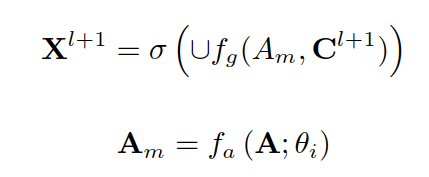 X^{l+1} = σ(∪f_g(A_m, C^{l+1}))
A_m = f_a(A; θ_i)